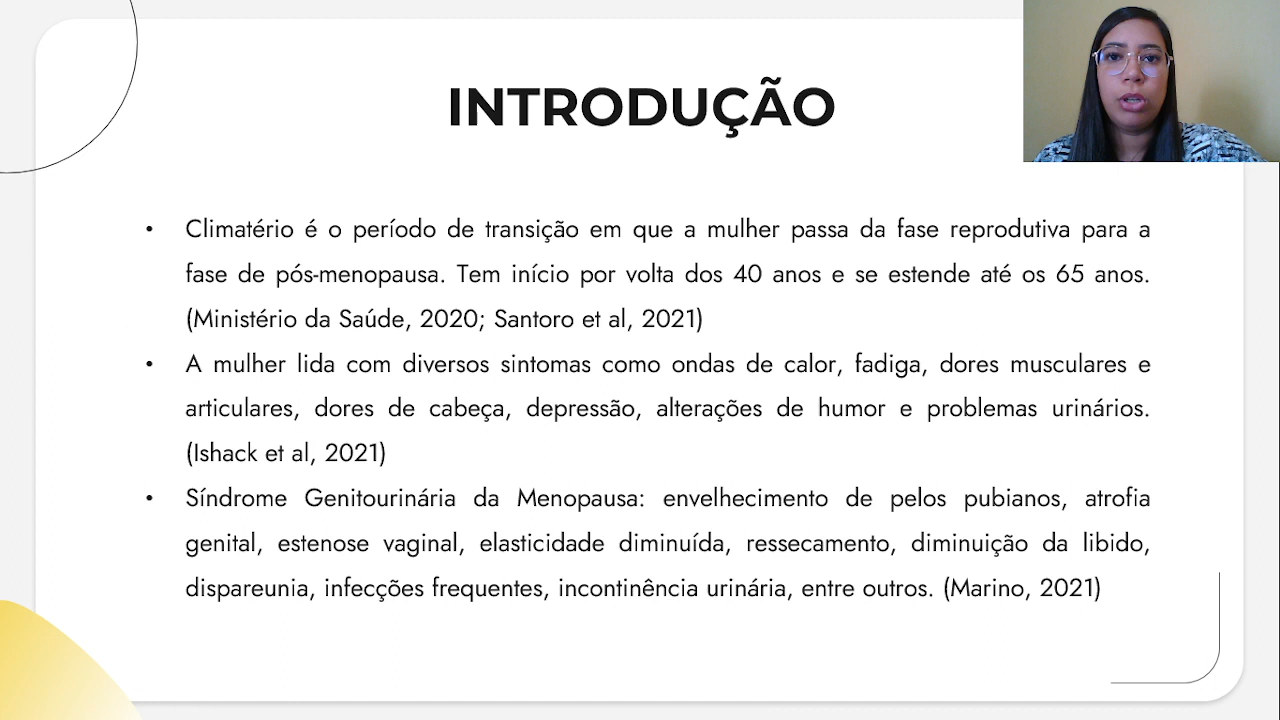 INTRODUÇÃO
• Climatério é o período de transição em que a mulher passa da fase reprodutiva para a
fase de pós-menopausa. Tem início por volta dos 40 anos e se estende até os 65 anos.
(Ministério da Saúde, 2020; Santoro et al, 2021)
• A mulher lida com diversos sintomas como ondas de calor, fadiga, dores musculares e
articulares, dores de cabeça, depressão, alterações de humor e problemas urinários.
(Ishack et al, 2021)
• Síndrome Genitourinária da Menopausa: envelhecimento de pelos pubianos, atrofia
genital, estenose vaginal, elasticidade diminuída, ressecamento, diminuição da libido,
dispareunia, infecções frequentes, incontinência urinária, entre outros. (Marino, 2021)